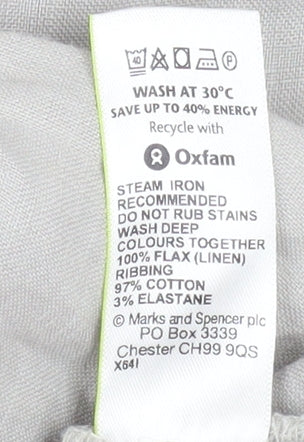 40 P
WASH AT 30°C
SAVE UP TO 40% ENERGY
Recycle with
Oxfam
STEAM IRON
RECOMMENDED
DO NOT RUB STAINS
WASH DEEP
COLOURS TOGETHER
100% FLAX (LINEN)
RIBBING
97% COTTON
3% ELASTANE
© Marks and Spencer plc
PO Box 3339
Chester CH99 9QS
X64I